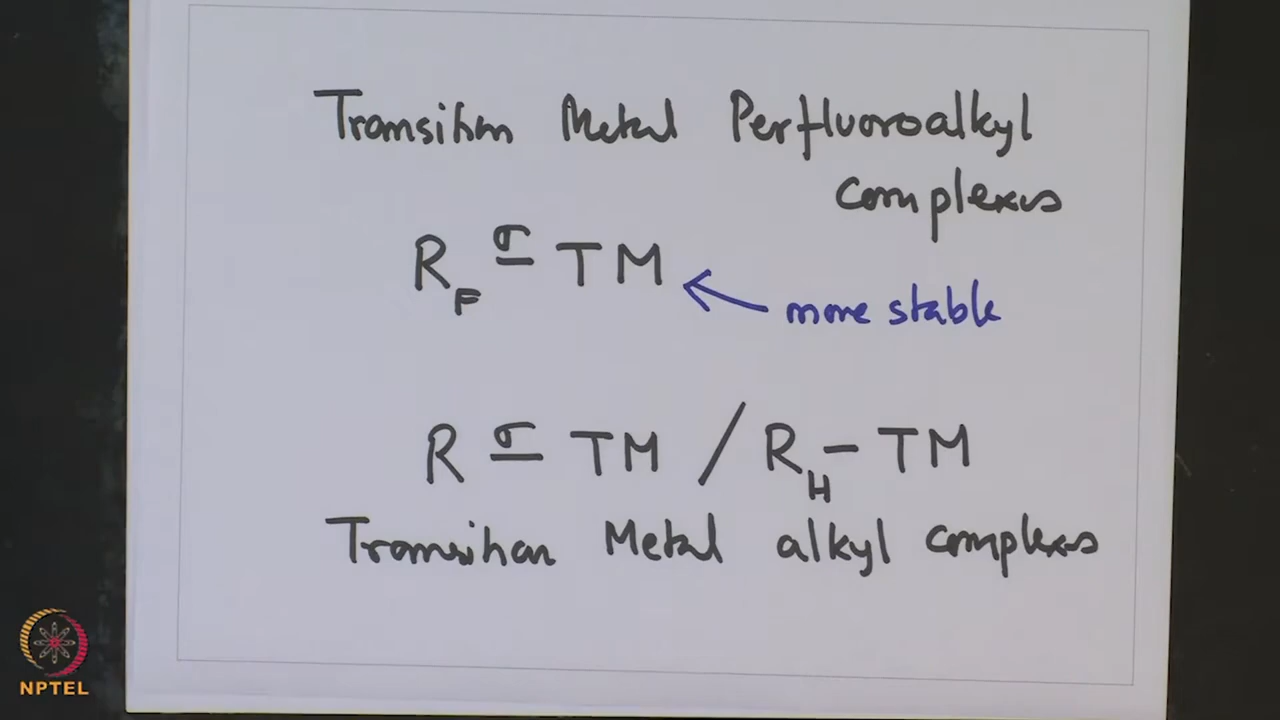 Transition Metal Perfluoroalkyl
complexes
R_F σ– TM
more stable
R σ– TM / R_H – TM
Transition Metal alkyl complexes
NPTEL